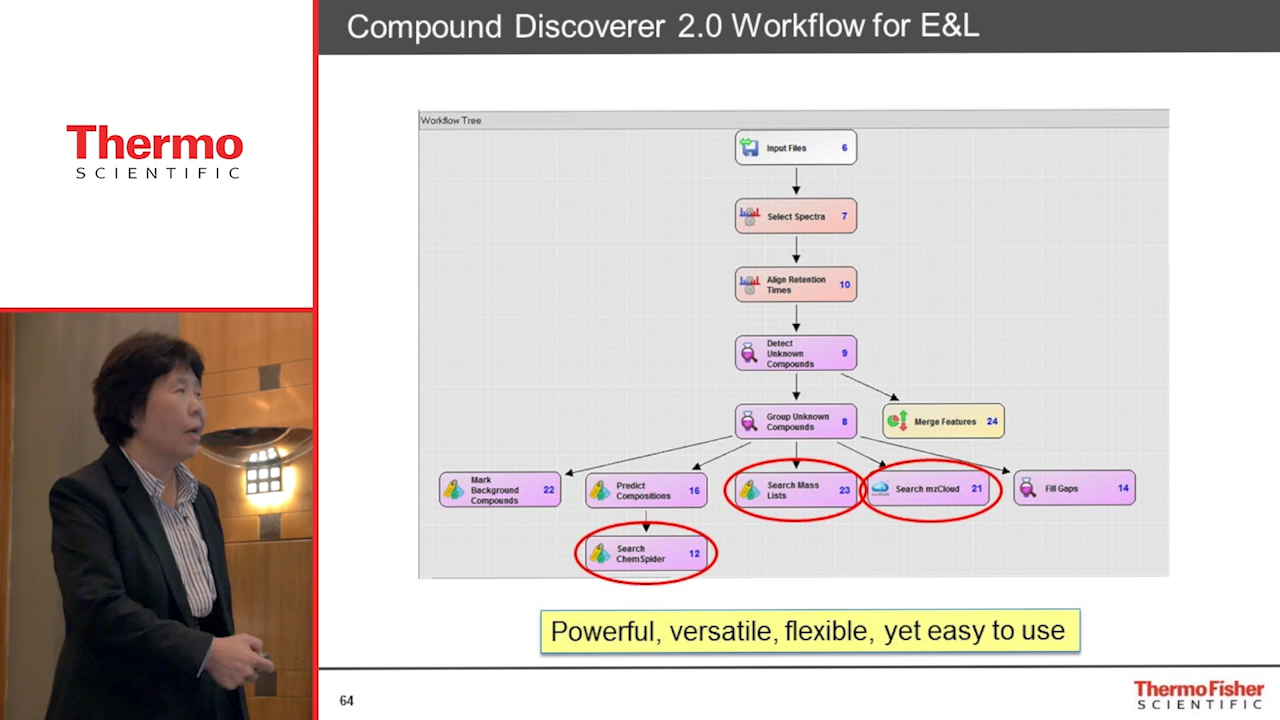 Compound Discoverer 2.0 Workflow for E&L
Thermo
SCIENTIFIC
Workflow Tree
Input Files 6
Select Spectra 7
Align Retention
Times
10
Detect
Unknown
Compounds
9
Group Unknown
Compounds
8
Merge Features 24
Mark
Background
Compounds
22
Predict
Compositions
16
Search Mass
Lists
23
Search mzCloud 21
Fill Gaps 14
Search
ChemSpider
12
Powerful, versatile, flexible, yet easy to use
64
ThermoFisher
SCIENTIFIC